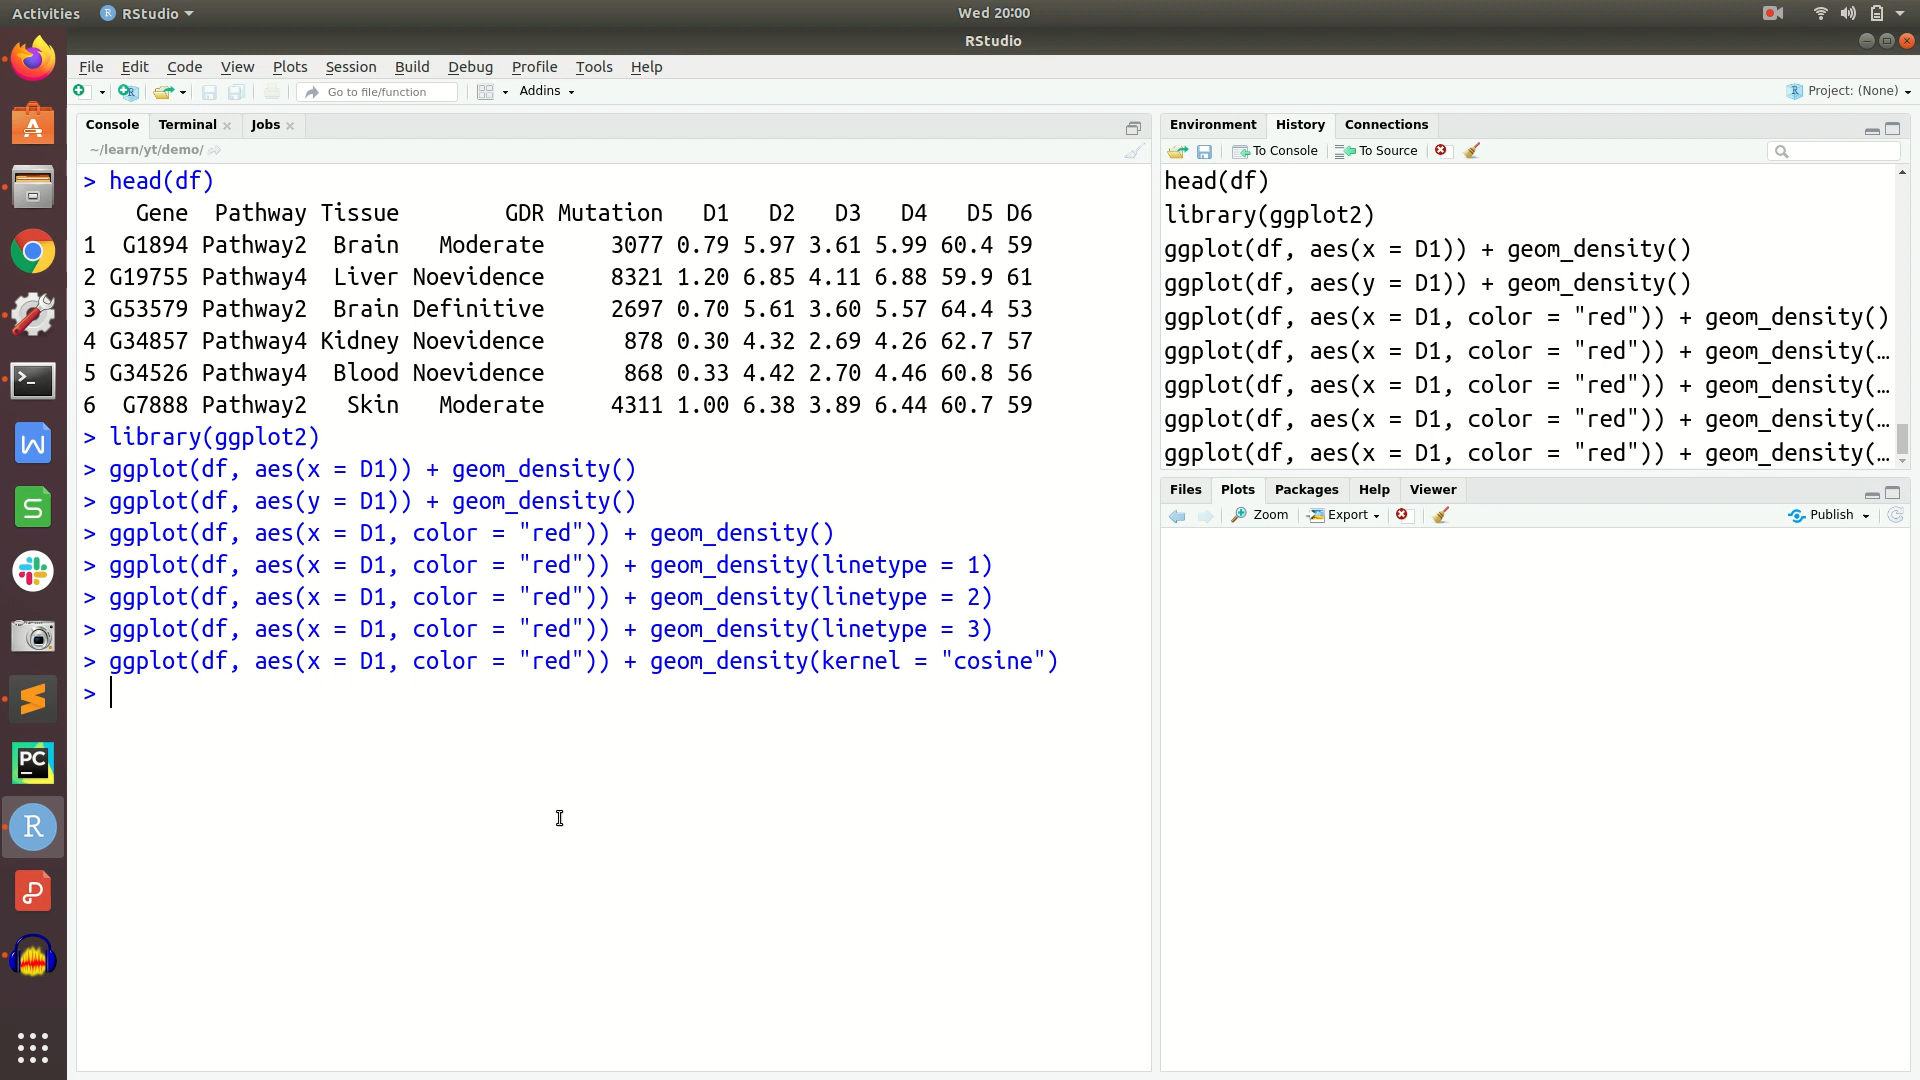 Activities RStudio Wed 20:00
RStudio
File Edit Code View Plots Session Build Debug Profile Tools Help
Go to file/function Addins Project: (None)
Console Terminal Jobs
~/learn/yt/demo/
> head(df)
Gene Pathway Tissue GDR Mutation D1 D2 D3 D4 D5 D6
1 G1894 Pathway2 Brain Moderate 3077 0.79 5.97 3.61 5.99 60.4 59
2 G19755 Pathway4 Liver Noevidence 8321 1.20 6.85 4.11 6.88 59.9 61
3 G53579 Pathway2 Brain Definitive 2697 0.70 5.61 3.60 5.57 64.4 53
4 G34857 Pathway4 Kidney Noevidence 878 0.30 4.32 2.69 4.26 62.7 57
5 G34526 Pathway4 Blood Noevidence 868 0.33 4.42 2.70 4.46 60.8 56
6 G7888 Pathway2 Skin Moderate 4311 1.00 6.38 3.89 6.44 60.7 59
> library(ggplot2)
> ggplot(df, aes(x = D1)) + geom_density()
> ggplot(df, aes(y = D1)) + geom_density()
> ggplot(df, aes(x = D1, color = "red")) + geom_density()
> ggplot(df, aes(x = D1, color = "red")) + geom_density(linetype = 1)
> ggplot(df, aes(x = D1, color = "red")) + geom_density(linetype = 2)
> ggplot(df, aes(x = D1, color = "red")) + geom_density(linetype = 3)
> ggplot(df, aes(x = D1, color = "red")) + geom_density(kernel = "cosine")
>
Environment History Connections
To Console To Source
head(df)
library(ggplot2)
ggplot(df, aes(x = D1)) + geom_density()
ggplot(df, aes(y = D1)) + geom_density()
ggplot(df, aes(x = D1, color = "red")) + geom_density()
ggplot(df, aes(x = D1, color = "red")) + geom_density(…
ggplot(df, aes(x = D1, color = "red")) + geom_density(…
ggplot(df, aes(x = D1, color = "red")) + geom_density(…
ggplot(df, aes(x = D1, color = "red")) + geom_density(…
Files Plots Packages Help Viewer
Zoom Export Publish